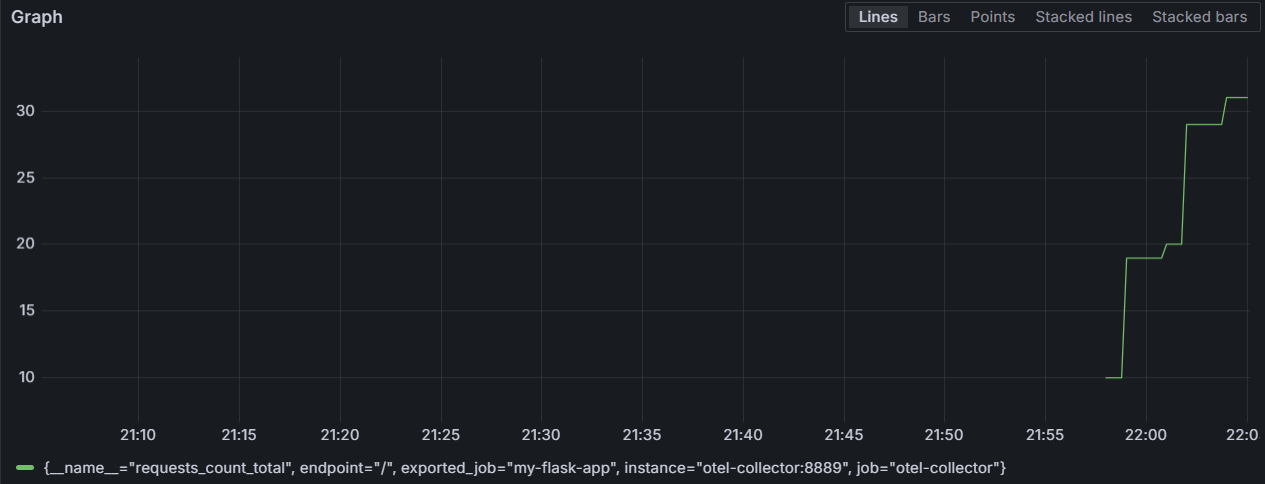 Graph
Lines Bars Points Stacked lines Stacked bars
30
25
20
15
10
21:10 21:15 21:20 21:25 21:30 21:35 21:40 21:45 21:50 21:55 22:00 22:0
{__name__="requests_count_total", endpoint="/", exported_job="my-flask-app", instance="otel-collector:8889", job="otel-collector"}